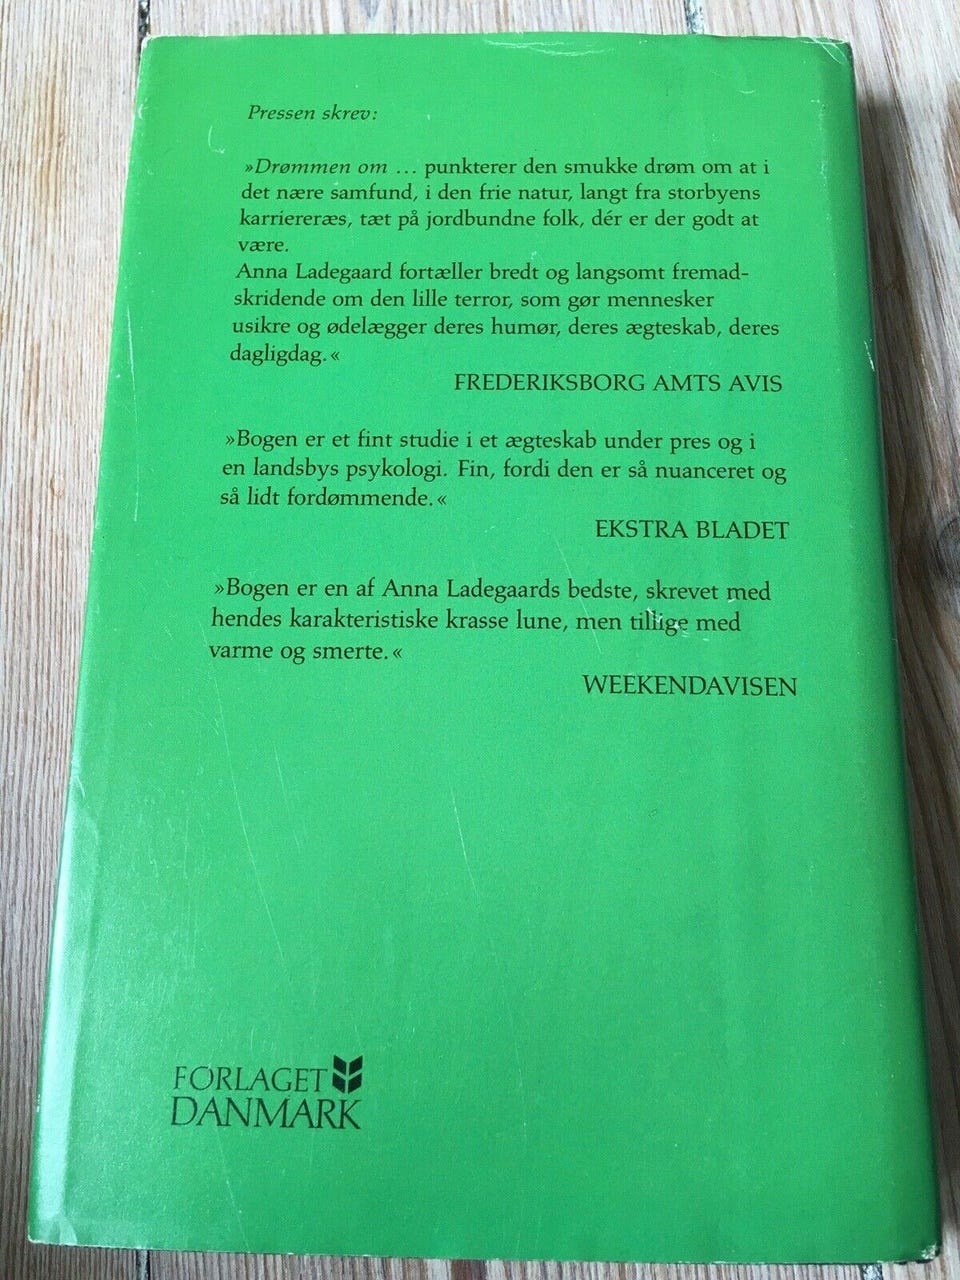 Pressen skrev:
»Drømmen om ... punkterer den smukke drøm om at i
det nære samfund, i den frie natur, langt fra storbyens
karriereræs, tæt på jordbundne folk, dér er der godt at
være.
Anna Ladegaard fortæller bredt og langsomt fremad-
skridende om den lille terror, som gør mennesker
usikre og ødelægger deres humør, deres ægteskab, deres
dagligdag.«
FREDERIKSBORG AMTS AVIS
»Bogen er et fint studie i et ægteskab under pres og i
en landsbys psykologi. Fin, fordi den er så nuanceret og
så lidt fordømmende.«
EKSTRA BLADET
»Bogen er en af Anna Ladegaards bedste, skrevet med
hendes karakteristiske krasse lune, men tillige med
varme og smerte.«
WEEKENDAVISEN
FORLAGET
DANMARK